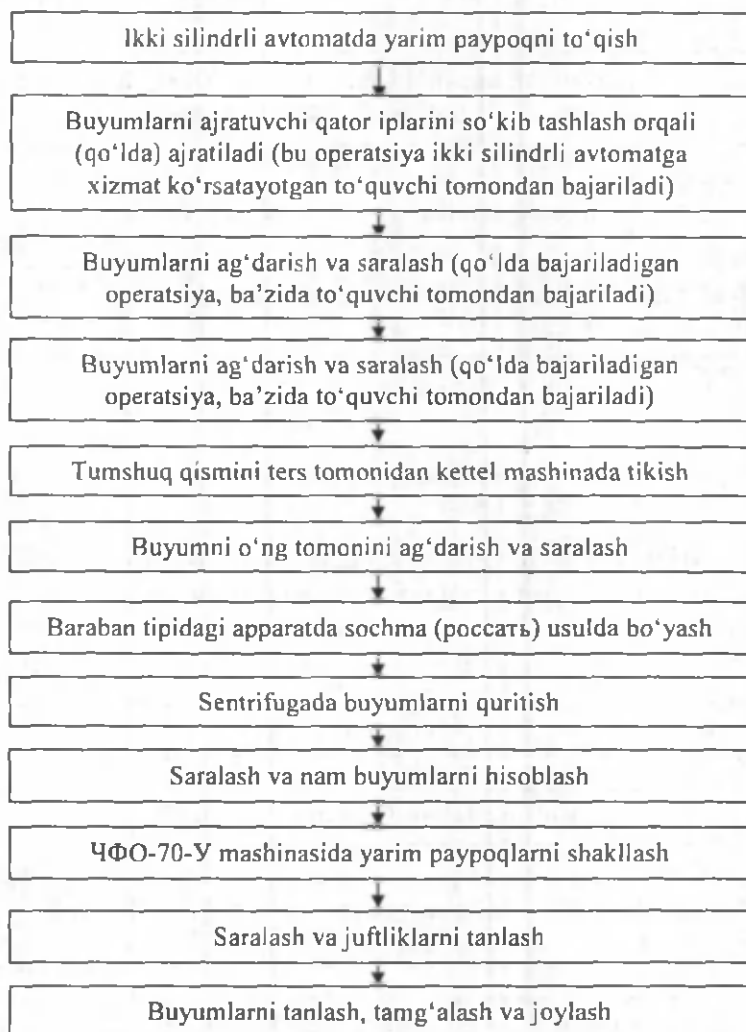 Ikki silindrli avtomatda yarim paypoqni to‘qish
Buyumlarni ajratuvchi qator iplarini so‘kib tashlash orqali
(qo‘lda) ajratiladi (bu operatsiya ikki silindrli avtomatga
xizmat ko‘rsatayotgan to‘quvchi tomondan bajariladi)
Buyumlarni ag‘darish va saralash (qo‘lda bajariladigan
operatsiya, ba’zida to‘quvchi tomondan bajariladi)
Buyumlarni ag‘darish va saralash (qo‘lda bajariladigan
operatsiya, ba’zida to‘quvchi tomondan bajariladi)
Tumshuq qismini ters tomonidan kettel mashinada tikish
Buyumni o‘ng tomonini ag‘darish va saralash
Baraban tipidagi apparatda sochma (россать) usulda bo‘yash
Sentrifugada buyumlarni quritish
Saralash va nam buyumlarni hisoblash
ЧФО-70-У mashinasida yarim paypoqlarni shakllash
Saralash va juftliklarni tanlash
Buyumlarni tanlash, tamg‘alash va joylash